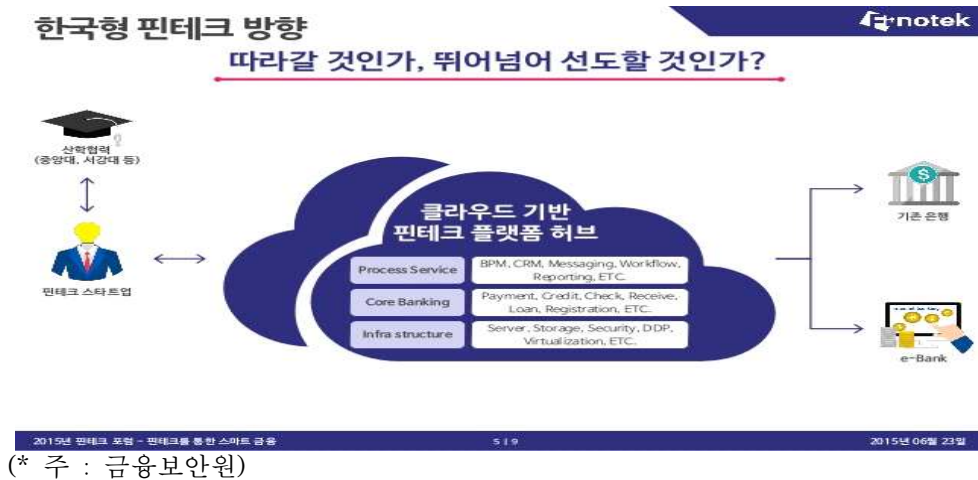 한국형 핀테크 방향
notek
따라갈 것인가, 뛰어넘어 선도할 것인가?
산학협력
(중앙대, 서강대 등)
핀테크 스타트업
클라우드 기반
핀테크 플랫폼 허브
Process Service
BPM, CRM, Messaging, Workflow,
Reporting, ETC.
Core Banking
Payment, Credit, Check, Receive,
Loan, Registration, ETC.
Infra structure
Server, Storage, Security, DDP,
Virtualization, ETC.
기존 은행
e-Bank
2015년 핀테크 포럼 - 핀테크를 통한 스마트 금융
5 | 9
2015년 06월 23일
(* 주 : 금융보안원)